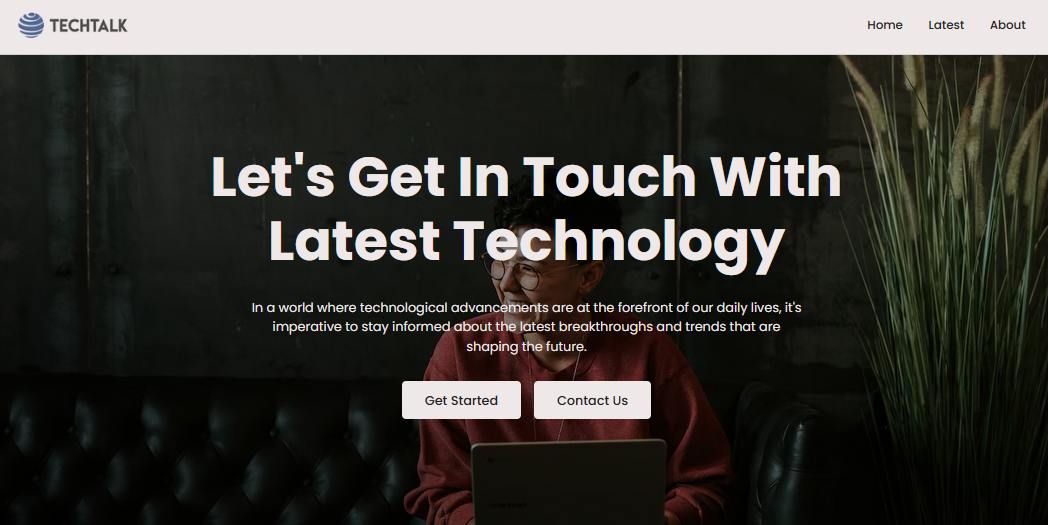 TECHTALK
Home Latest About
Let's Get In Touch With
Latest Technology
In a world where technological advancements are at the forefront of our daily lives, it's
imperative to stay informed about the latest breakthroughs and trends that are
shaping the future.
Get Started Contact Us